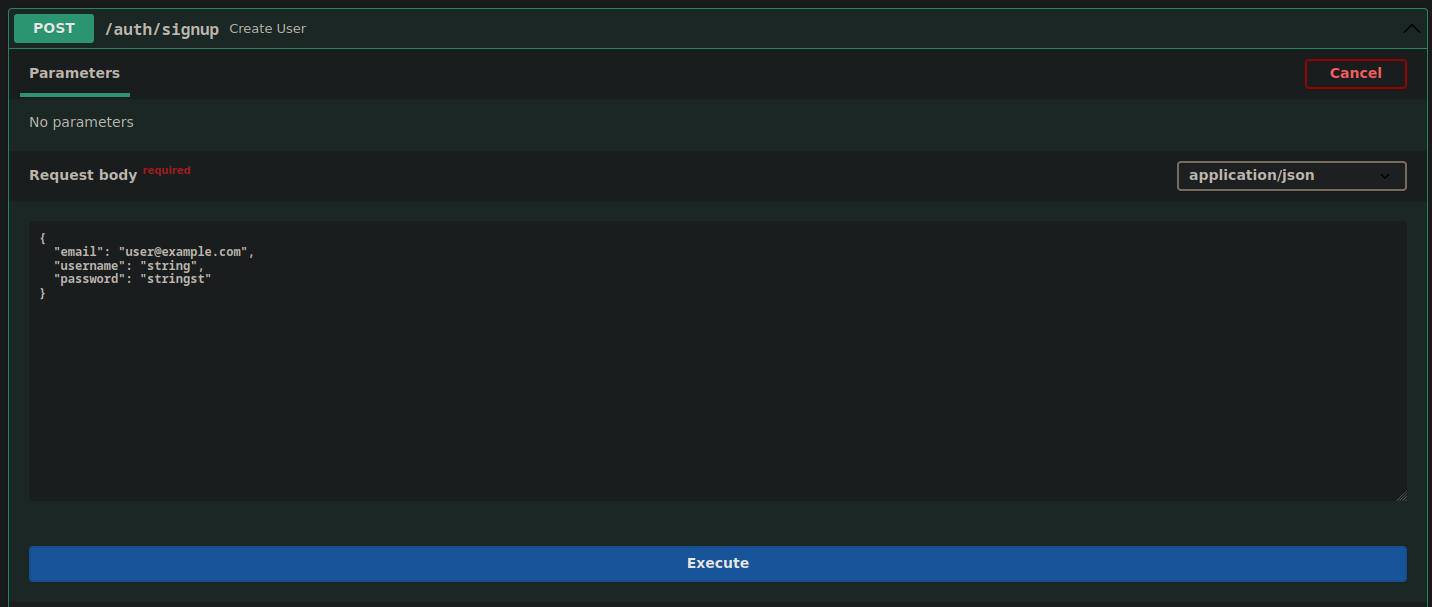 POST /auth/signup Create User
Parameters
Cancel
No parameters
Request body required
application/json
{
  "email": "user@example.com",
  "username": "string",
  "password": "stringst"
}
Execute